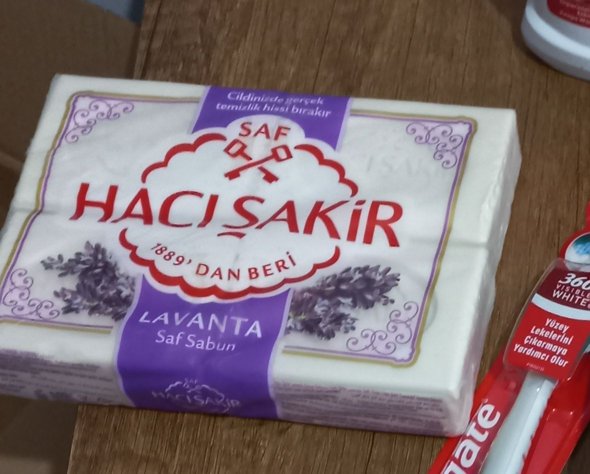 Cildinizde gerçek
temizlik hissi bırakır
SAF
HACI ŞAKİR
1889' DAN BERİ
LAVANTA
Saf Sabun
HACI ŞAKİR
360°
VISIBLE
WHITE
Yüzey
Lekelerini
Çıkarmaya
Yardımcı Olur
gate